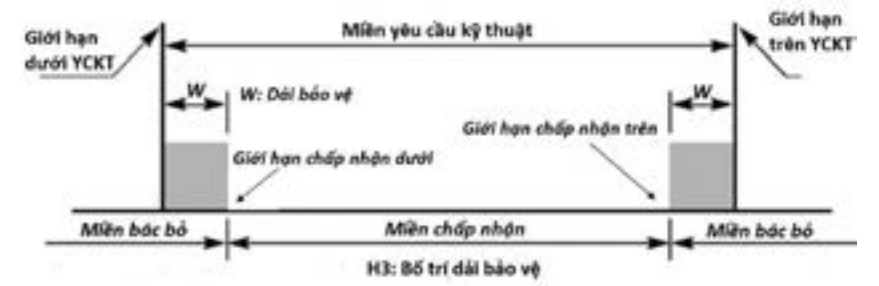 Giới hạn
dưới YCKT
Miền yêu cầu kỹ thuật
Giới hạn
trên YCKT
W
W: Dải bảo vệ
W
Giới hạn chấp nhận trên
Giới hạn chấp nhận dưới
Miền bác bỏ
Miền chấp nhận
Miền bác bỏ
H3: Bố trí dải bảo vệ